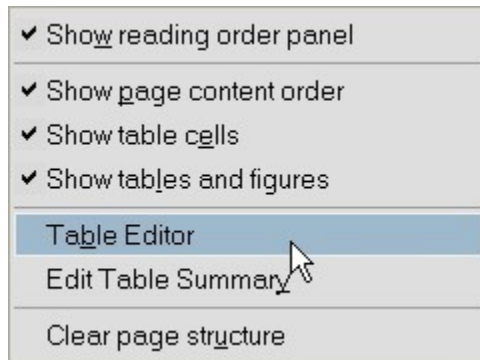 Show reading order panel
Show page content order
Show table cells
Show tables and figures
Table Editor
Edit Table Summary
Clear page structure